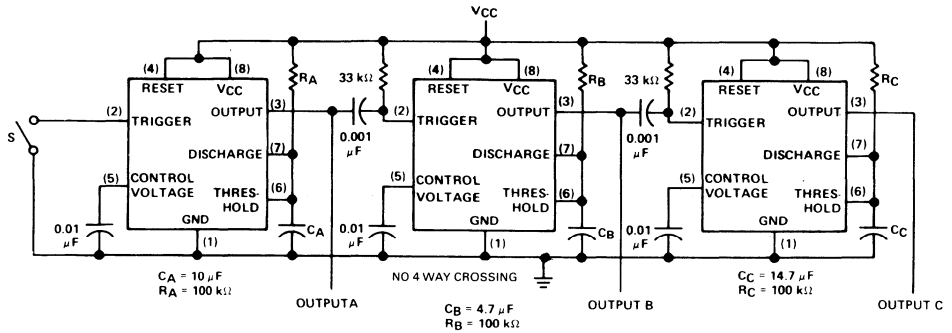 VCC
(4) (8)
RESET VCC
RA
33 kΩ
(2) TRIGGER
OUTPUT (3)
S
0.001
μF
DISCHARGE (7)
(5) CONTROL
VOLTAGE
THRES-
HOLD (6)
0.01
μF
GND
(1)
CA
(4) (8)
RESET VCC
RB
33 kΩ
(2) TRIGGER
OUTPUT (3)
0.001
μF
DISCHARGE (7)
(5) CONTROL
VOLTAGE
THRES-
HOLD (6)
0.01
μF
GND
(1)
CB
(4) (8)
RESET VCC
RC
(2) TRIGGER
OUTPUT (3)
DISCHARGE (7)
(5) CONTROL
VOLTAGE
THRES-
HOLD (6)
0.01
μF
GND
(1)
CC
CA = 10 μF
RA = 100 kΩ
OUTPUT A
NO 4 WAY CROSSING
CB = 4.7 μF
RB = 100 kΩ
OUTPUT B
CC = 14.7 μF
RC = 100 kΩ
OUTPUT C